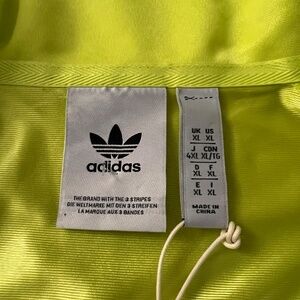 adidas
THE BRAND WITH THE 3 STRIPES
DIE WELTMARKE MIT DEN 3 STREIFEN
LA MARQUE AUX 3 BANDES
UK US
XL XL
J CDN
4XL XL/TG
D F
XL XL
E I
XL XL
MADE IN
CHINA